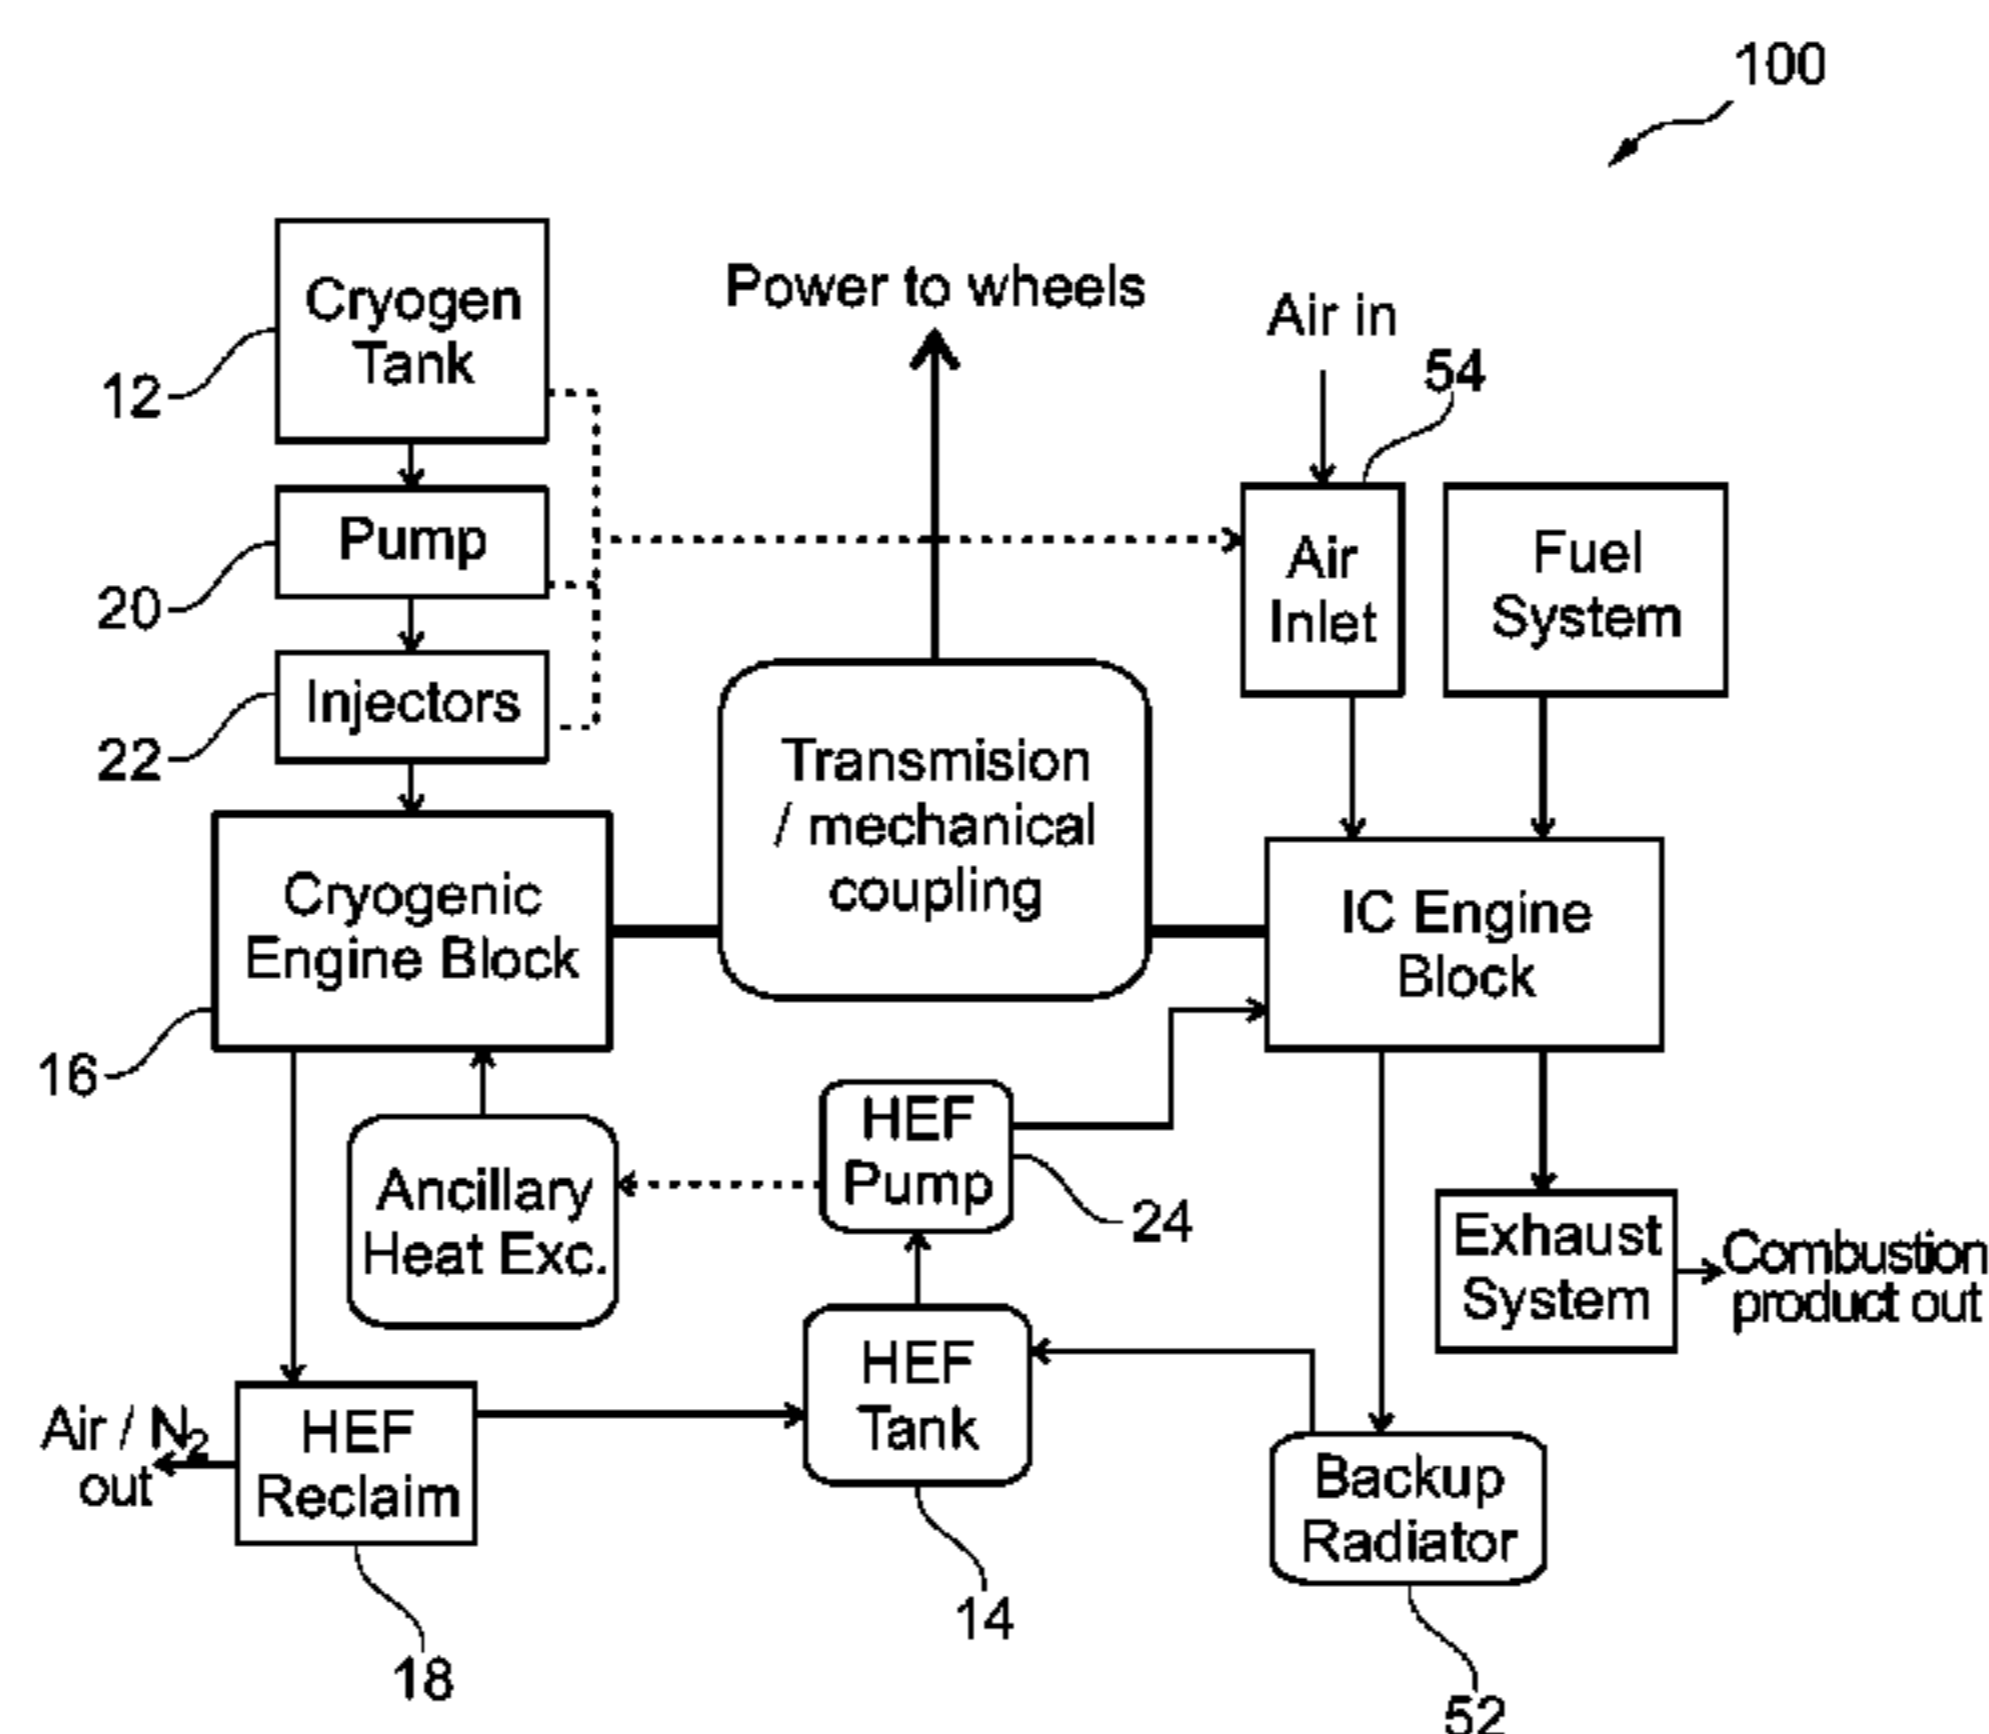 100
Cryogen
Tank
12
Power to wheels
Air in
54
Pump
20
Air
Inlet
Fuel
System
Injectors
22
Transmision
/ mechanical
coupling
Cryogenic
Engine Block
16
IC Engine
Block
HEF
Pump
24
Ancillary
Heat Exc.
Exhaust
System
Combustion
product out
HEF
Tank
14
Air / N2
out
HEF
Reclaim
18
Backup
Radiator
52